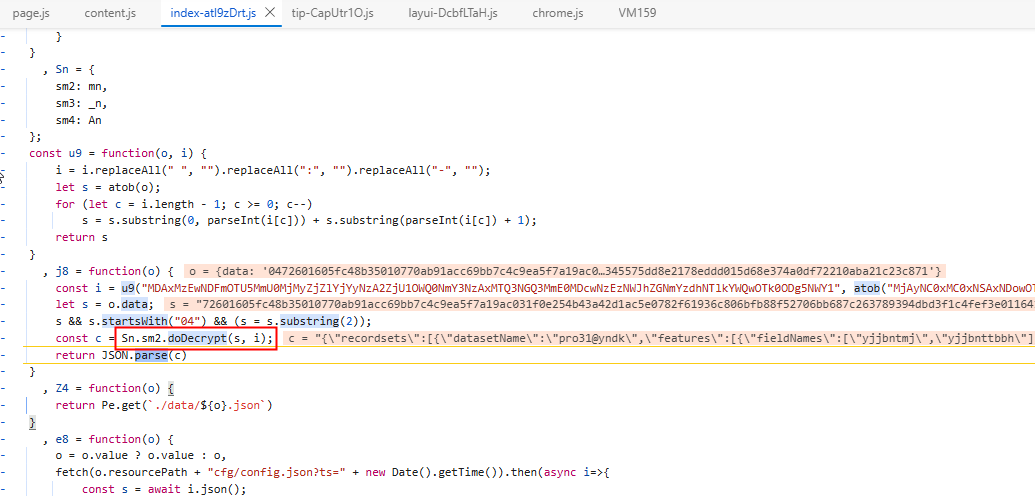 page.js content.js index-atl9zDrt.js tip-CapUtr1O.js layui-DcbfLTaH.js chrome.js VM159
}
}
, Sn = {
sm2: mn,
sm3: _n,
sm4: An
};
const u9 = function(o, i) {
i = i.replaceAll(" ", "").replaceAll(":", "").replaceAll("-", "");
let s = atob(o);
for (let c = i.length - 1; c >= 0; c--)
s = s.substring(0, parseInt(i[c])) + s.substring(parseInt(i[c]) + 1);
return s
}
, j8 = function(o) { o = {data: '0472601605fc48b35010770ab91acc69bb7c4c9ea5f7a19ac0…345575dd8e2178eddd015d68e374a0df72210aba21c23c871'}
const i = u9("MDAxMzEwNDFmOTU5MmU0MjMyZjZlYjYyNzA2ZjU1OWQ0NmY3NzAxMTQ3NGQ3MmE0MDcwNzEzNWJhZGNmYzdhNTlkYWQwOTk0ODg5NWY1", atob("MjAyNC0xMC0xNSAxNDowOT
let s = o.data; s = "72601605fc48b35010770ab91acc69bb7c4c9ea5f7a19ac031f0e254b43a42d1ac5e0782f61936c806bfb88f52706bb687c263789394dbd3f1c4fef3e011643
s && s.startsWith("04") && (s = s.substring(2));
const c = Sn.sm2.doDecrypt(s, i); c = "{\"recordsets\":[{\"datasetName\":\"pro31@yndk\",\"features\":[{\"fieldNames\":[\"yjjbntmj\",\"yjjbnttbbh\"]
return JSON.parse(c)
}
, Z4 = function(o) {
return Pe.get(`./data/${o}.json`)
}
, e8 = function(o) {
o = o.value ? o.value : o,
fetch(o.resourcePath + "cfg/config.json?ts=" + new Date().getTime()).then(async i=>{
const s = await i.json();